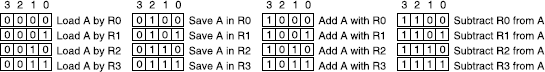 3 2 1 0 3 2 1 0 3 2 1 0 3 2 1 0
0 0 0 0 Load A by R0 0 1 0 0 Save A in R0 1 0 0 0 Add A with R0 1 1 0 0 Subtract R0 from A
0 0 0 1 Load A by R1 0 1 0 1 Save A in R1 1 0 0 1 Add A with R1 1 1 0 1 Subtract R1 from A
0 0 1 0 Load A by R2 0 1 1 0 Save A in R2 1 0 1 0 Add A with R2 1 1 1 0 Subtract R2 from A
0 0 1 1 Load A by R3 0 1 1 1 Save A in R3 1 0 1 1 Add A with R3 1 1 1 1 Subtract R3 from A